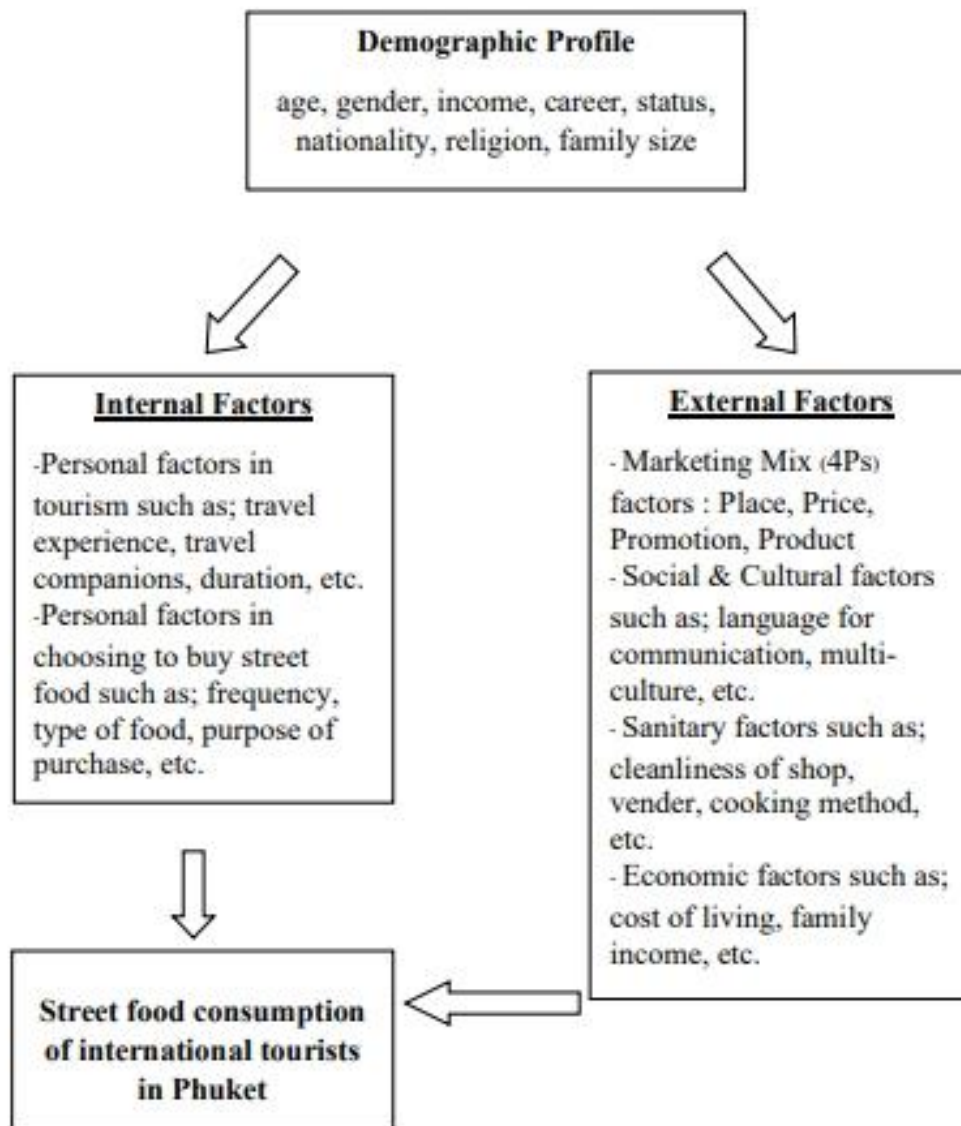 Demographic Profile
age, gender, income, career, status,
nationality, religion, family size
Internal Factors
-Personal factors in
tourism such as; travel
experience, travel
companions, duration, etc.
-Personal factors in
choosing to buy street
food such as; frequency,
type of food, purpose of
purchase, etc.
External Factors
- Marketing Mix (4Ps)
factors : Place, Price,
Promotion, Product
- Social & Cultural factors
such as; language for
communication, multi-
culture, etc.
- Sanitary factors such as;
cleanliness of shop,
vender, cooking method,
etc.
- Economic factors such as;
cost of living, family
income, etc.
Street food consumption
of international tourists
in Phuket